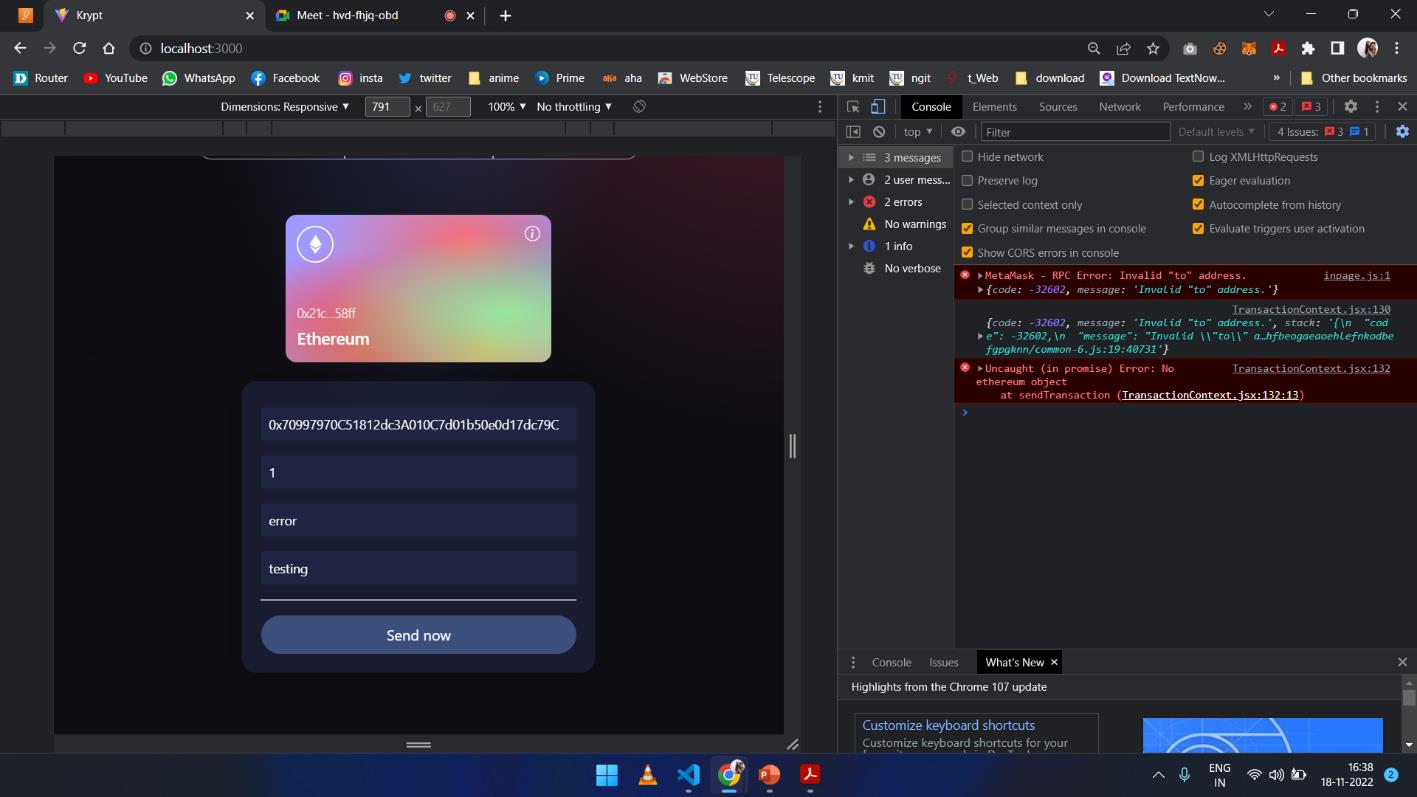 Krypt
Meet - hvd-fhjq-obd
localhost:3000
Router YouTube WhatsApp Facebook insta twitter anime Prime aha WebStore Telescope kmit ngit t_Web download Download TextNow... » Other bookmarks
Dimensions: Responsive ▼ 791 × 627 100% ▼ No throttling ▼
Console Elements Sources Network Performance » 2 3
top ▼ Filter Default levels ▼ 4 Issues: 3 1
3 messages
2 user mess...
2 errors
No warnings
1 info
No verbose
Hide network Log XMLHttpRequests
Preserve log Eager evaluation
Selected context only Autocomplete from history
Group similar messages in console Evaluate triggers user activation
Show CORS errors in console
MetaMask - RPC Error: Invalid "to" address. inpage.js:1
{code: -32602, message: 'Invalid "to" address.'}
TransactionContext.jsx:130
{code: -32602, message: 'Invalid "to" address.', stack: '{\n "cod
e": -32602,\n "message": "Invalid \\"to\\" a…hfbeogaeaoehlefnkodbe
fgpgknn/common-6.js:19:40731'}
Uncaught (in promise) Error: No TransactionContext.jsx:132
ethereum object
at sendTransaction (TransactionContext.jsx:132:13)
0x21c...58ff
Ethereum
0x70997970C51812dc3A010C7d01b50e0d17dc79C
1
error
testing
Send now
Console Issues What's New
Highlights from the Chrome 107 update
Customize keyboard shortcuts
Customize keyboard shortcuts for your
ENG
IN
16:38
18-11-2022
2